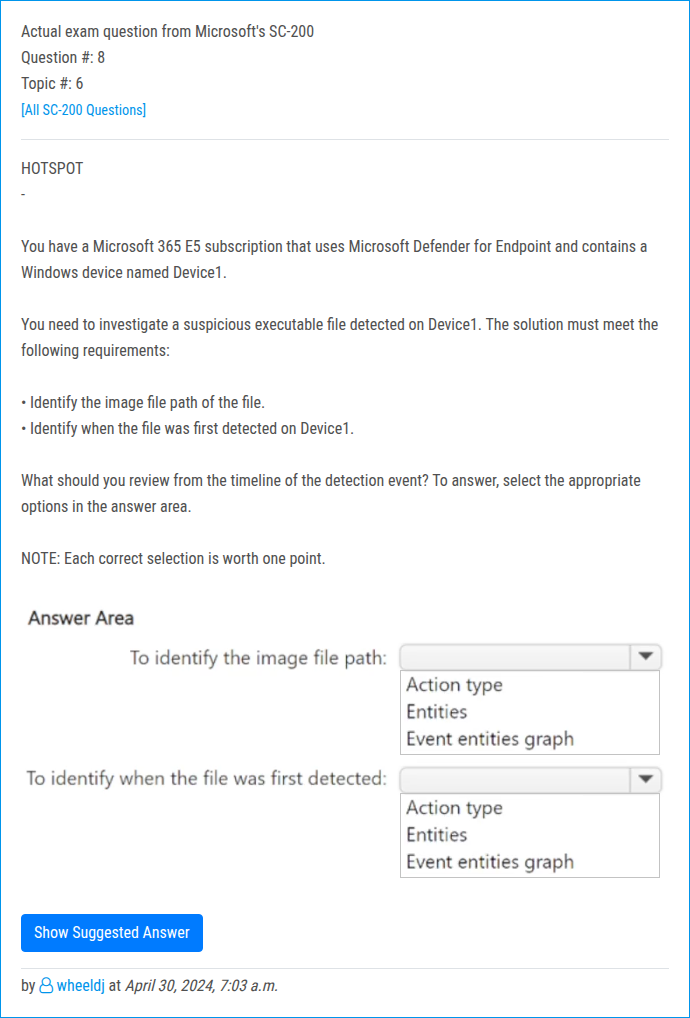 Actual exam question from Microsoft's SC-200
Question #: 8
Topic #: 6
[All SC-200 Questions]
HOTSPOT
-
You have a Microsoft 365 E5 subscription that uses Microsoft Defender for Endpoint and contains a
Windows device named Device1.
You need to investigate a suspicious executable file detected on Device1. The solution must meet the
following requirements:
• Identify the image file path of the file.
• Identify when the file was first detected on Device1.
What should you review from the timeline of the detection event? To answer, select the appropriate
options in the answer area.
NOTE: Each correct selection is worth one point.
Answer Area
To identify the image file path:
Action type
Entities
Event entities graph
To identify when the file was first detected:
Action type
Entities
Event entities graph
Show Suggested Answer
by wheeldj at April 30, 2024, 7:03 a.m.